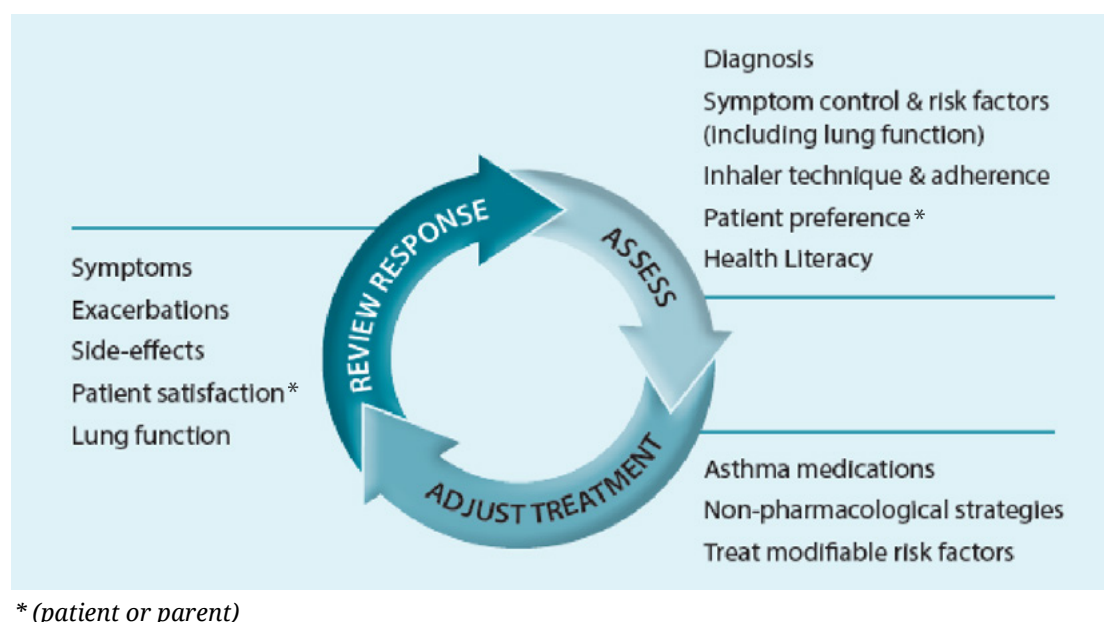 Diagnosis
Symptom control & risk factors
(including lung function)
Inhaler technique & adherence
Patient preference*
Health Literacy
ASSESS
Asthma medications
Non-pharmacological strategies
Treat modifiable risk factors
ADJUST TREATMENT
Symptoms
Exacerbations
Side-effects
Patient satisfaction*
Lung function
REVIEW RESPONSE
* (patient or parent)